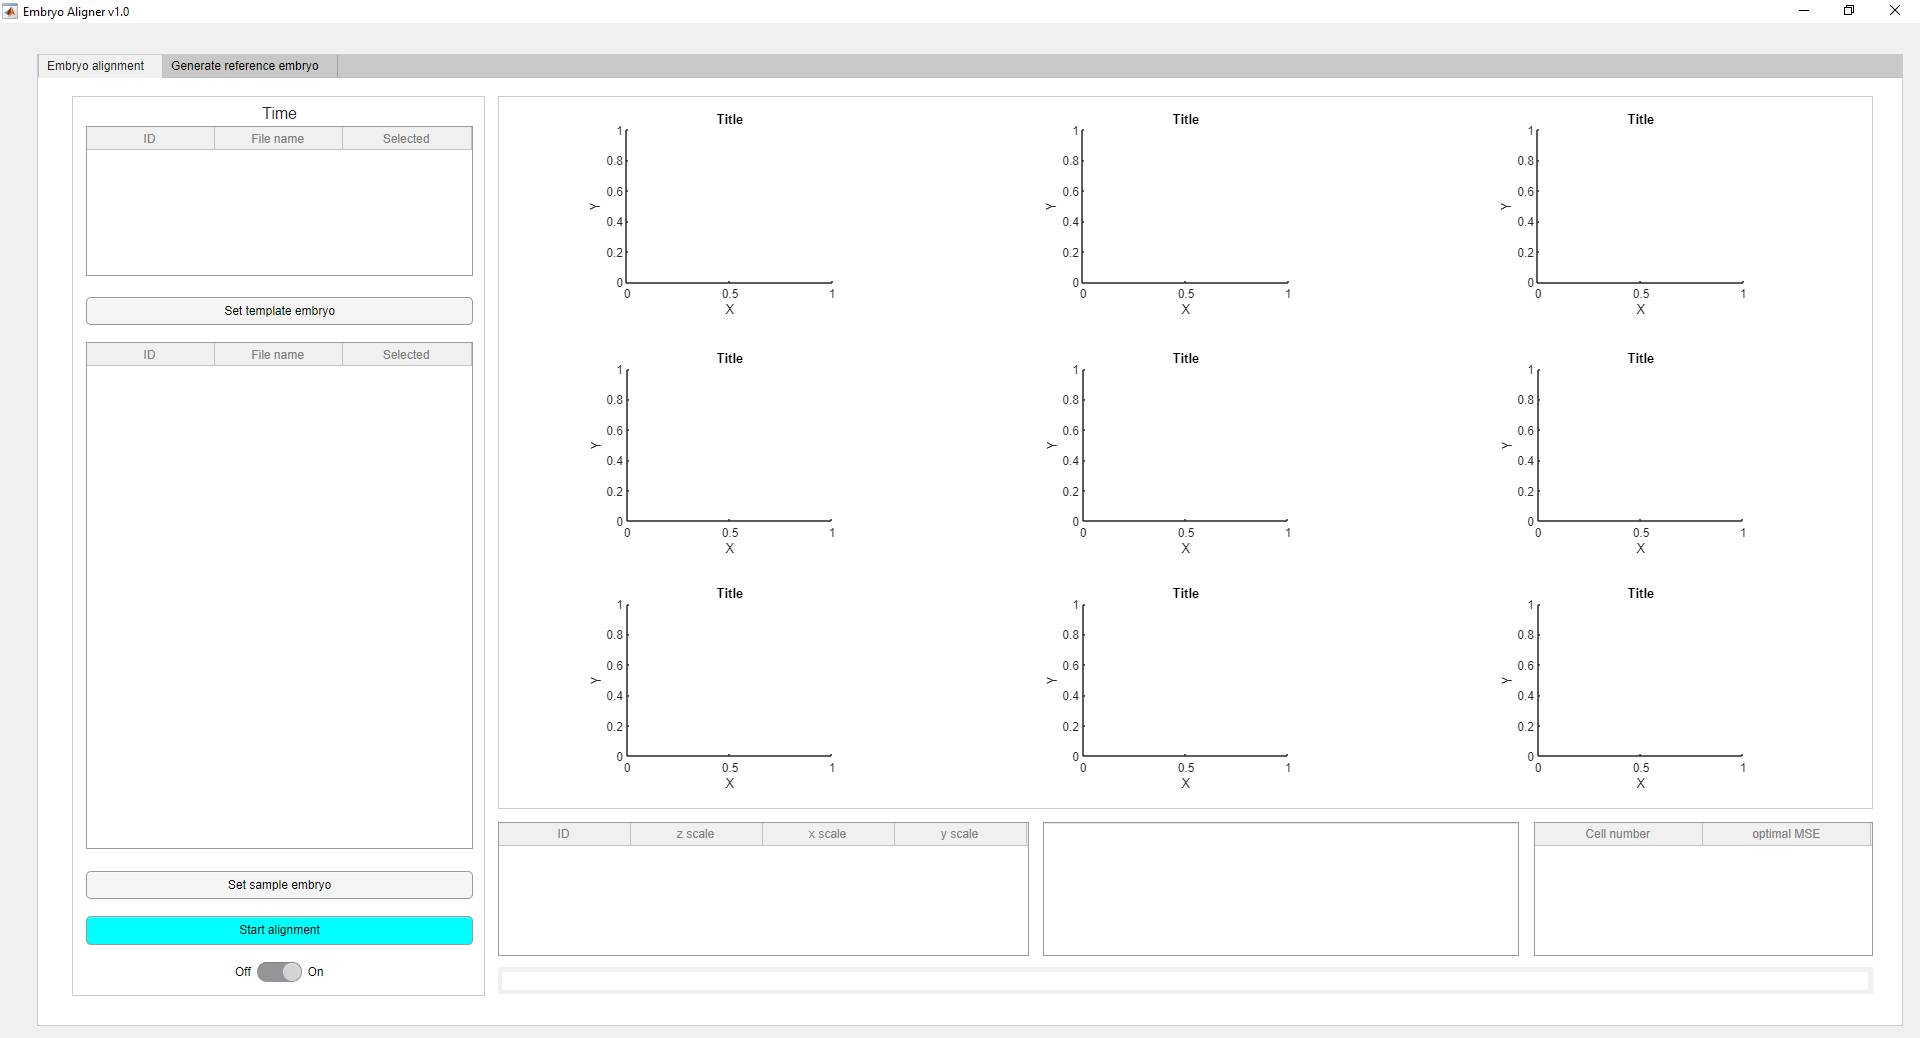 Embryo Aligner v1.0
Embryo alignment Generate reference embryo
Time
ID File name Selected
Set template embryo
ID File name Selected
Set sample embryo
Start alignment
Off On
Title
1
0.8
0.6
0.4
0.2
0
Y
0 0.5 1
X
Title
1
0.8
0.6
0.4
0.2
0
Y
0 0.5 1
X
Title
1
0.8
0.6
0.4
0.2
0
Y
0 0.5 1
X
Title
1
0.8
0.6
0.4
0.2
0
Y
0 0.5 1
X
Title
1
0.8
0.6
0.4
0.2
0
Y
0 0.5 1
X
Title
1
0.8
0.6
0.4
0.2
0
Y
0 0.5 1
X
Title
1
0.8
0.6
0.4
0.2
0
Y
0 0.5 1
X
Title
1
0.8
0.6
0.4
0.2
0
Y
0 0.5 1
X
Title
1
0.8
0.6
0.4
0.2
0
Y
0 0.5 1
X
ID z scale x scale y scale
Cell number optimal MSE